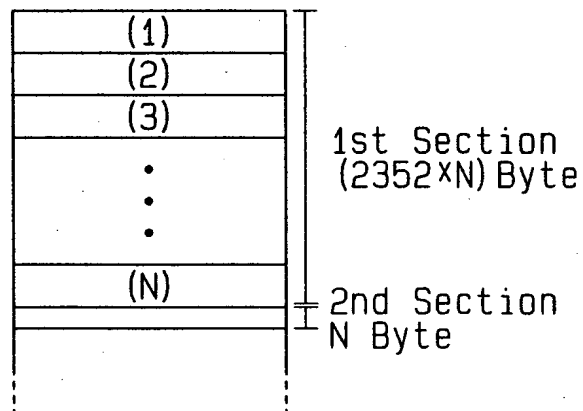 (1)
(2)
(3)
(N)
1st Section
(2352×N) Byte
2nd Section
N Byte